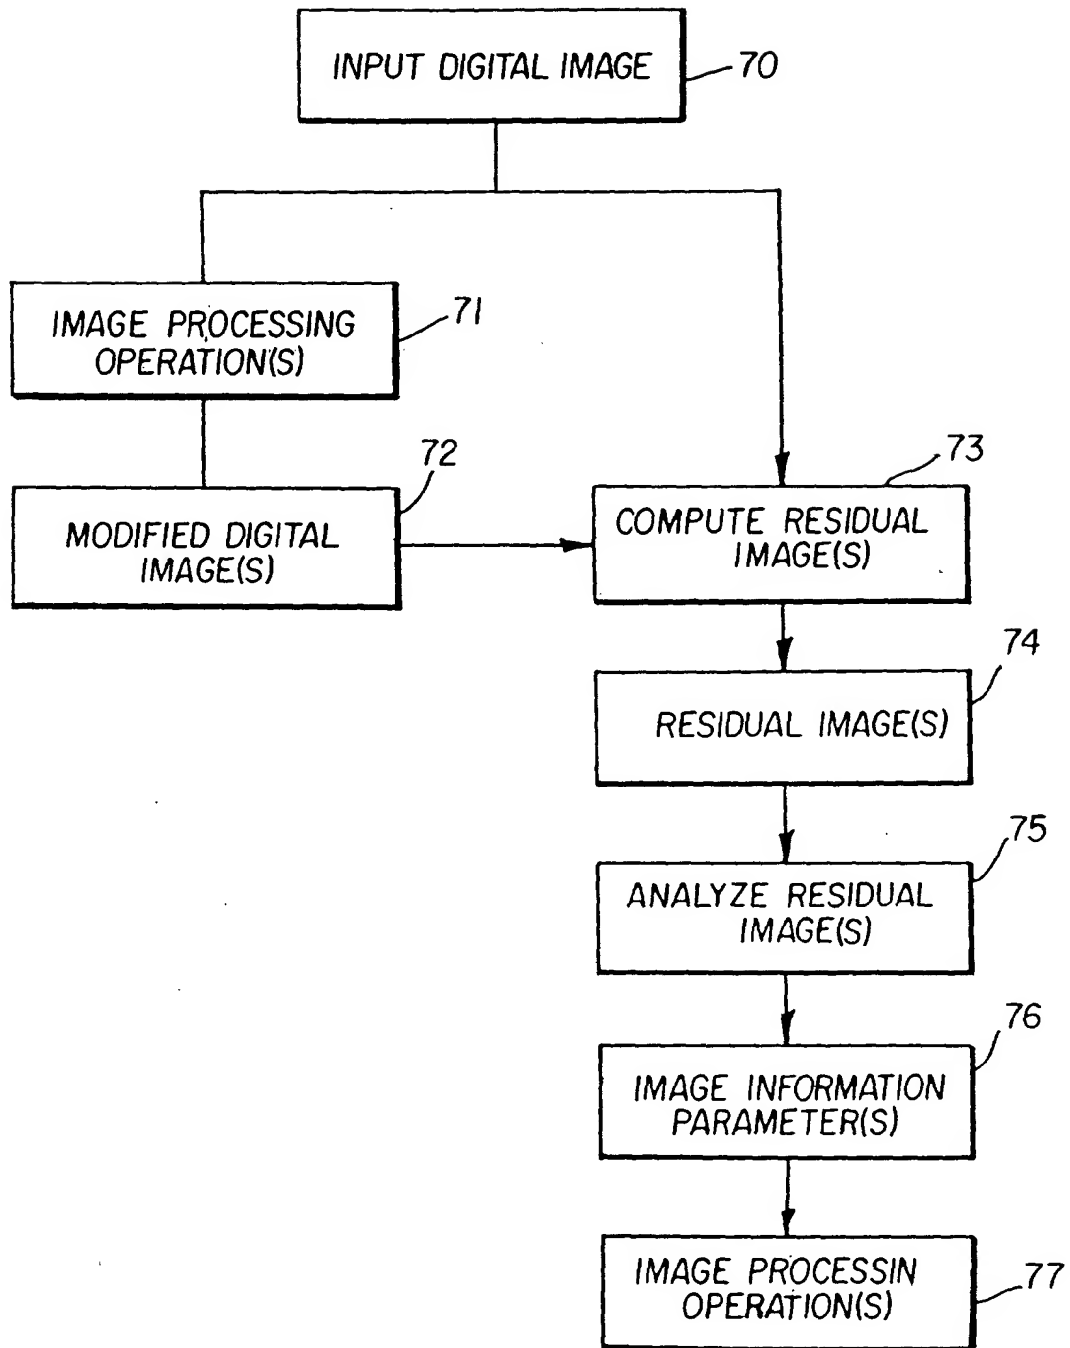 INPUT DIGITAL IMAGE
70
IMAGE PROCESSING
OPERATION(S)
71
MODIFIED DIGITAL
IMAGE(S)
72
COMPUTE RESIDUAL
IMAGE(S)
73
RESIDUAL IMAGE(S)
74
ANALYZE RESIDUAL
IMAGE(S)
75
IMAGE INFORMATION
PARAMETER(S)
76
IMAGE PROCESSIN
OPERATION(S)
77